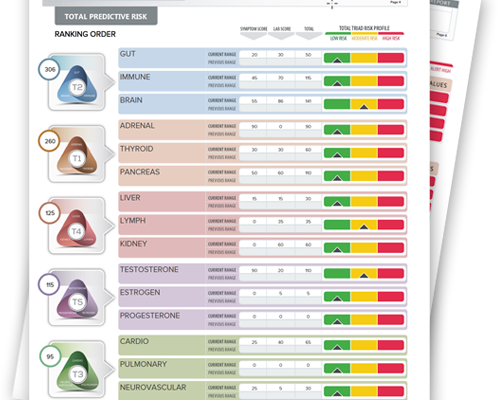 Page 4
TOTAL PREDICTIVE RISK
RANKING ORDER
SYMPTOM SCORE LAB SCORE TOTAL TOTAL TRIAD RISK PROFILE
LOW RISK MODERATE RISK HIGH RISK
306
T2
GUT CURRENT RANGE 20 30 50
PREVIOUS RANGE
IMMUNE CURRENT RANGE 45 70 115
PREVIOUS RANGE
BRAIN CURRENT RANGE 55 86 141
PREVIOUS RANGE
260
T1
ADRENAL CURRENT RANGE 90 0 90
PREVIOUS RANGE
THYROID CURRENT RANGE 30 30 60
PREVIOUS RANGE
PANCREAS CURRENT RANGE 50 60 110
PREVIOUS RANGE
125
T4
LIVER CURRENT RANGE 15 15 30
PREVIOUS RANGE
LYMPH CURRENT RANGE 0 35 35
PREVIOUS RANGE
KIDNEY CURRENT RANGE 0 60 60
PREVIOUS RANGE
115
T5
TESTOSTERONE CURRENT RANGE 90 20 110
PREVIOUS RANGE
ESTROGEN CURRENT RANGE 0 5 5
PREVIOUS RANGE
PROGESTERONE CURRENT RANGE 0 0 0
PREVIOUS RANGE
95
T3
CARDIO CURRENT RANGE 25 40 65
PREVIOUS RANGE
PULMONARY CURRENT RANGE 0 0 0
PREVIOUS RANGE
NEUROVASCULAR CURRENT RANGE 25 5 30
PREVIOUS RANGE
ALERT HIGH
VALUES